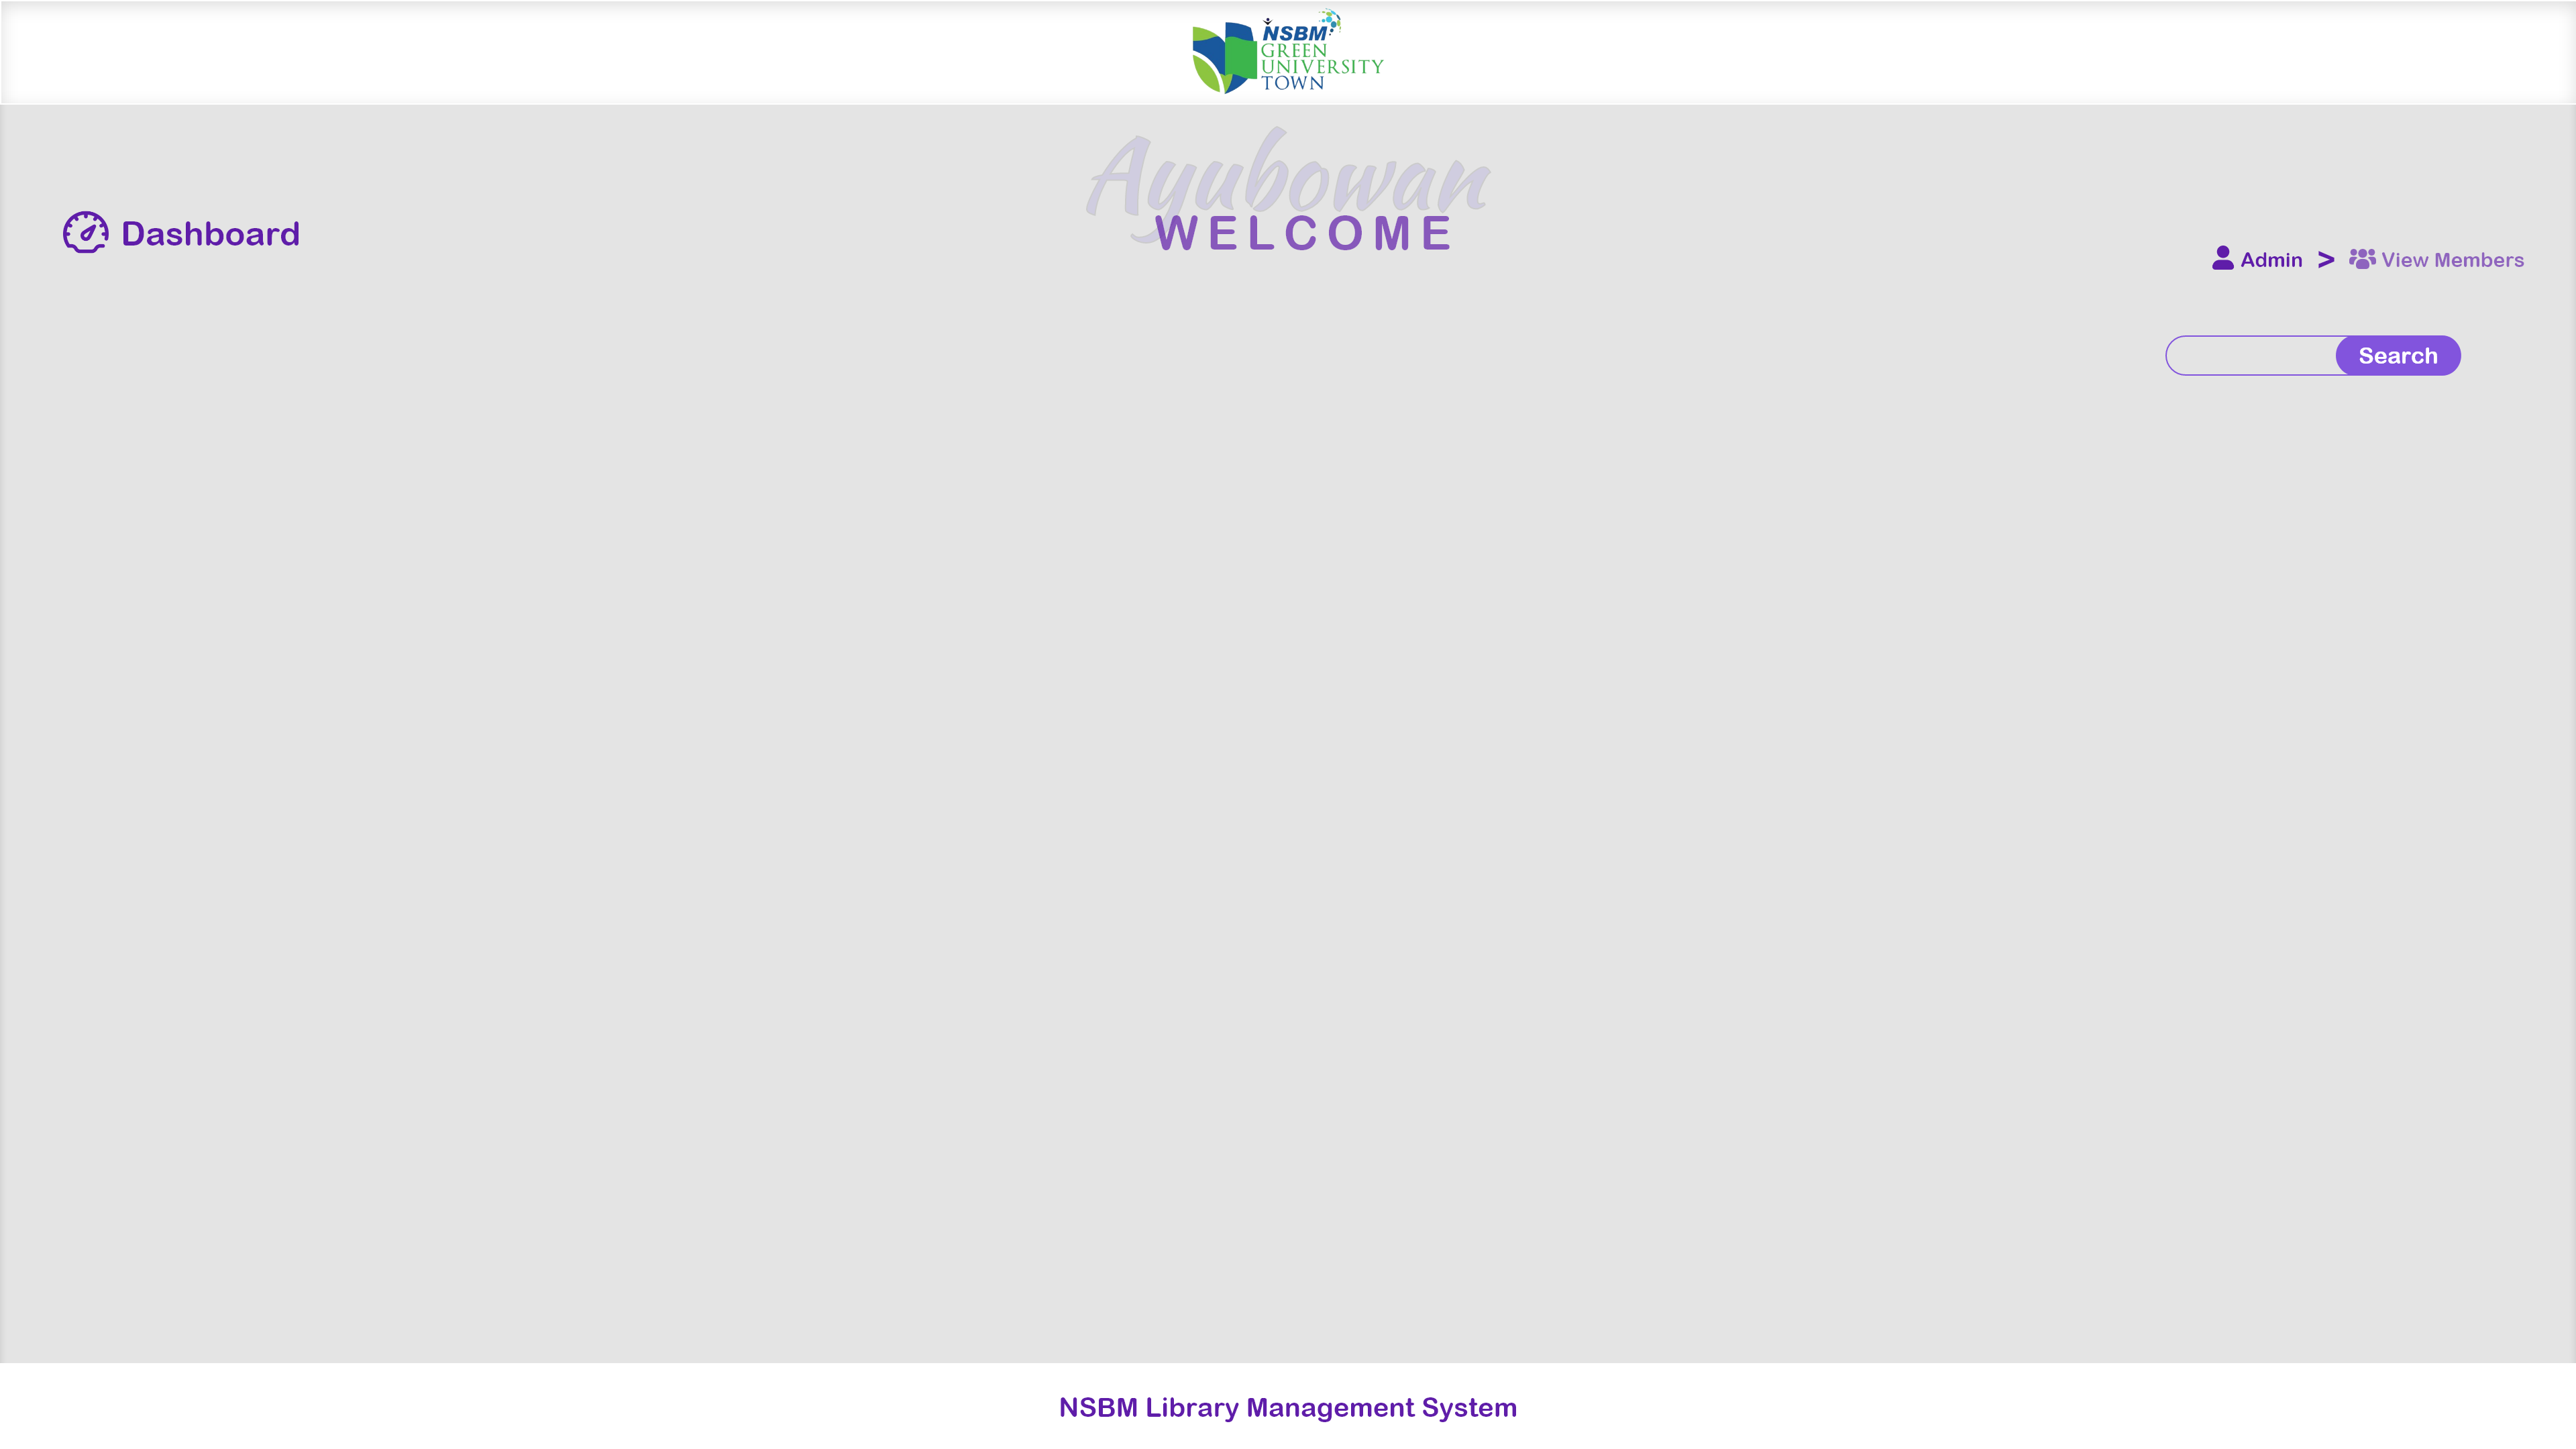 NSBM
GREEN
UNIVERSITY
TOWN
Ayubowan
WELCOME
Dashboard
Admin > View Members
Search
NSBM Library Management System